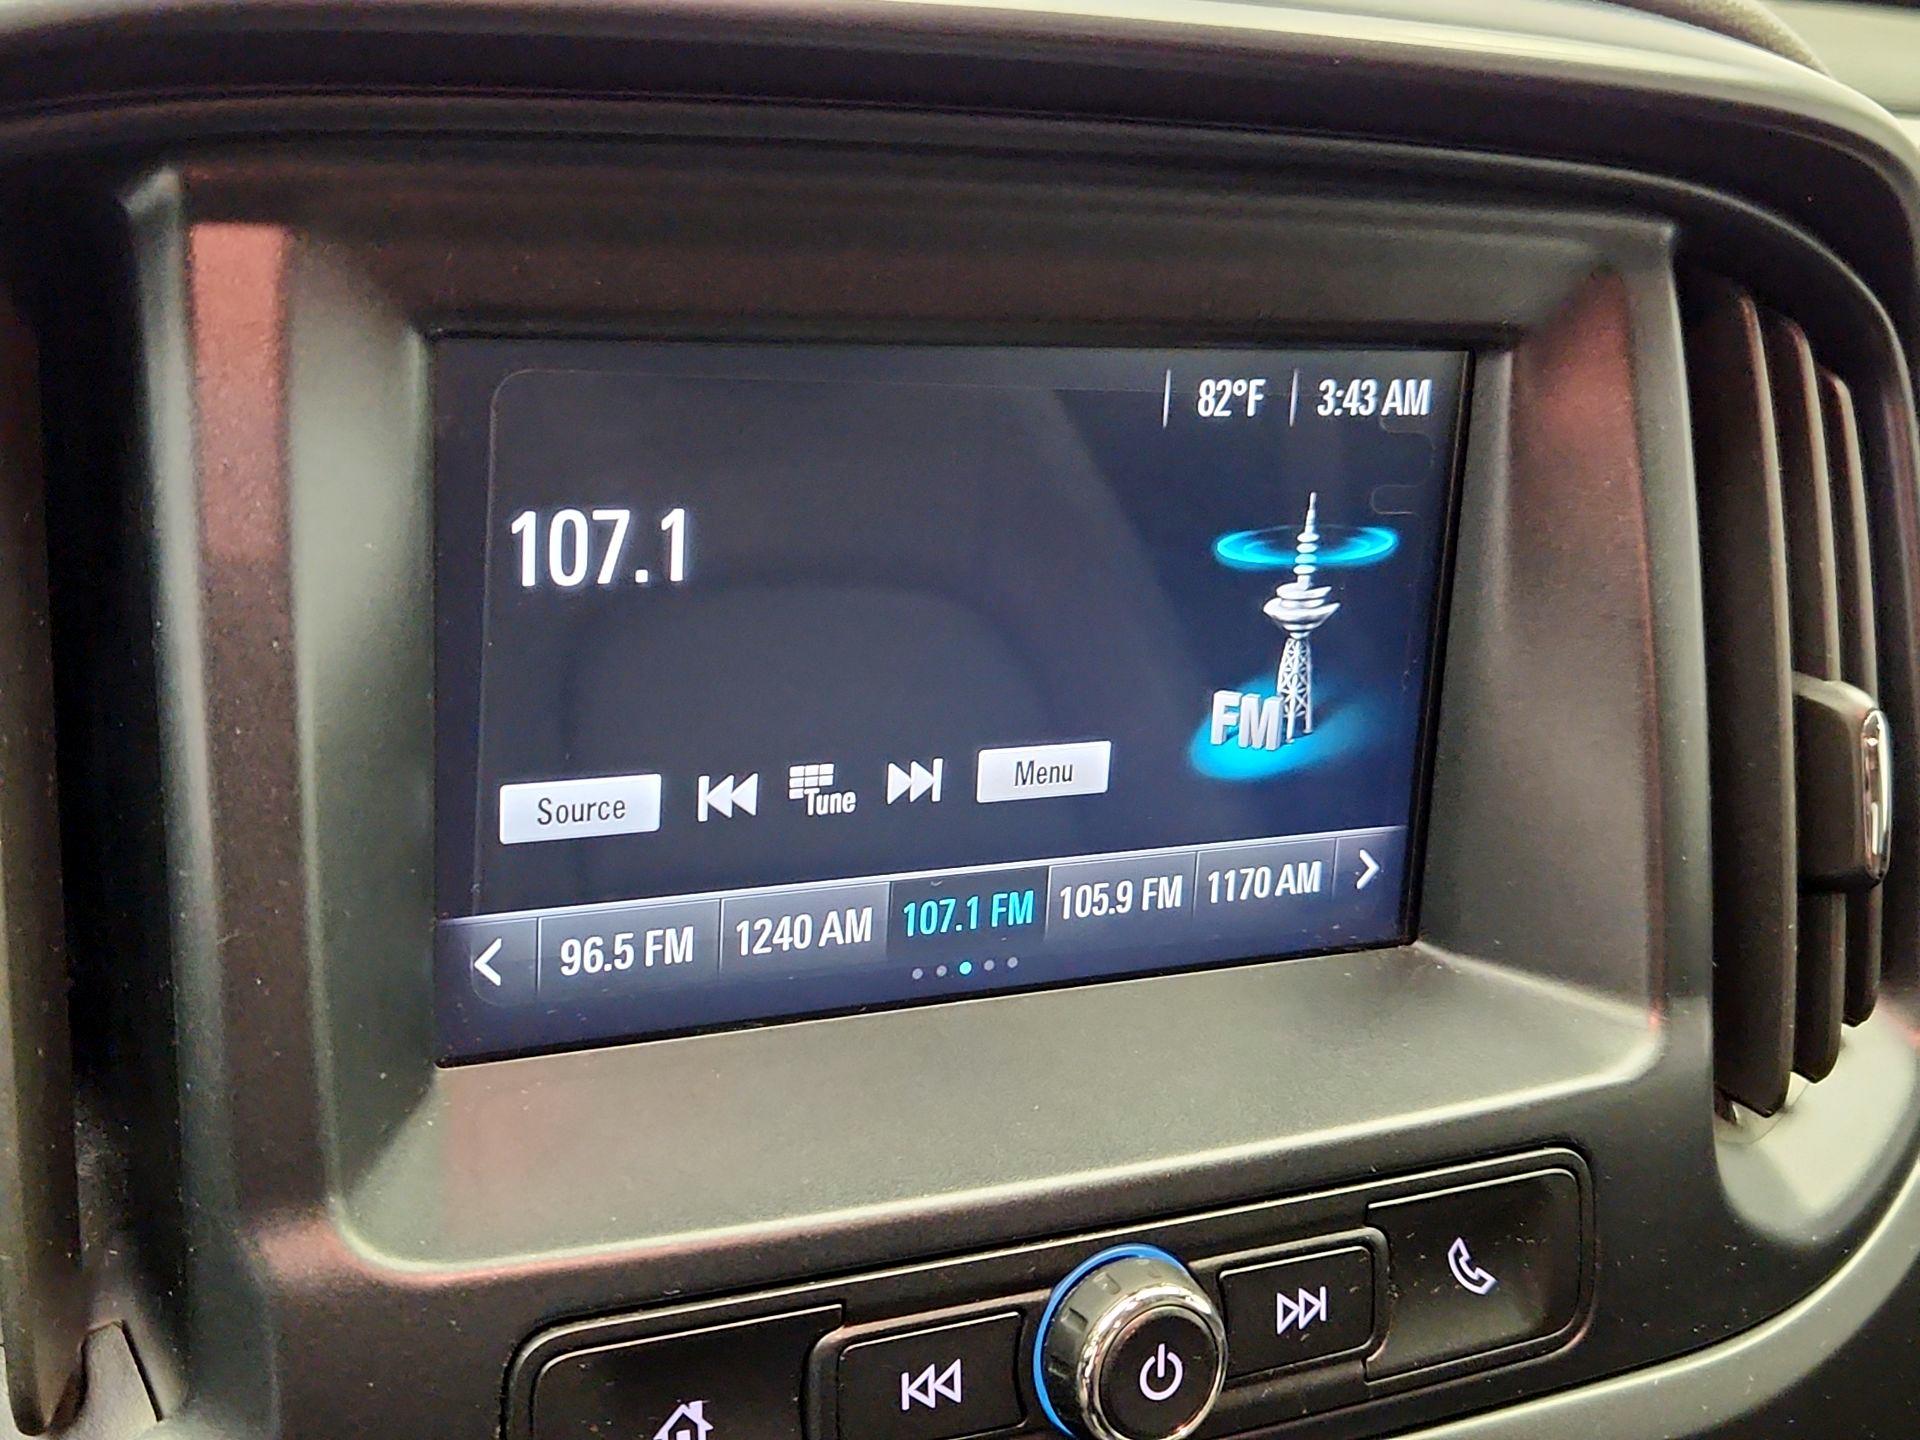 82°F 3:43 AM
107.1
FM
Source Tune Menu
96.5 FM 1240 AM 107.1 FM 105.9 FM 1170 AM